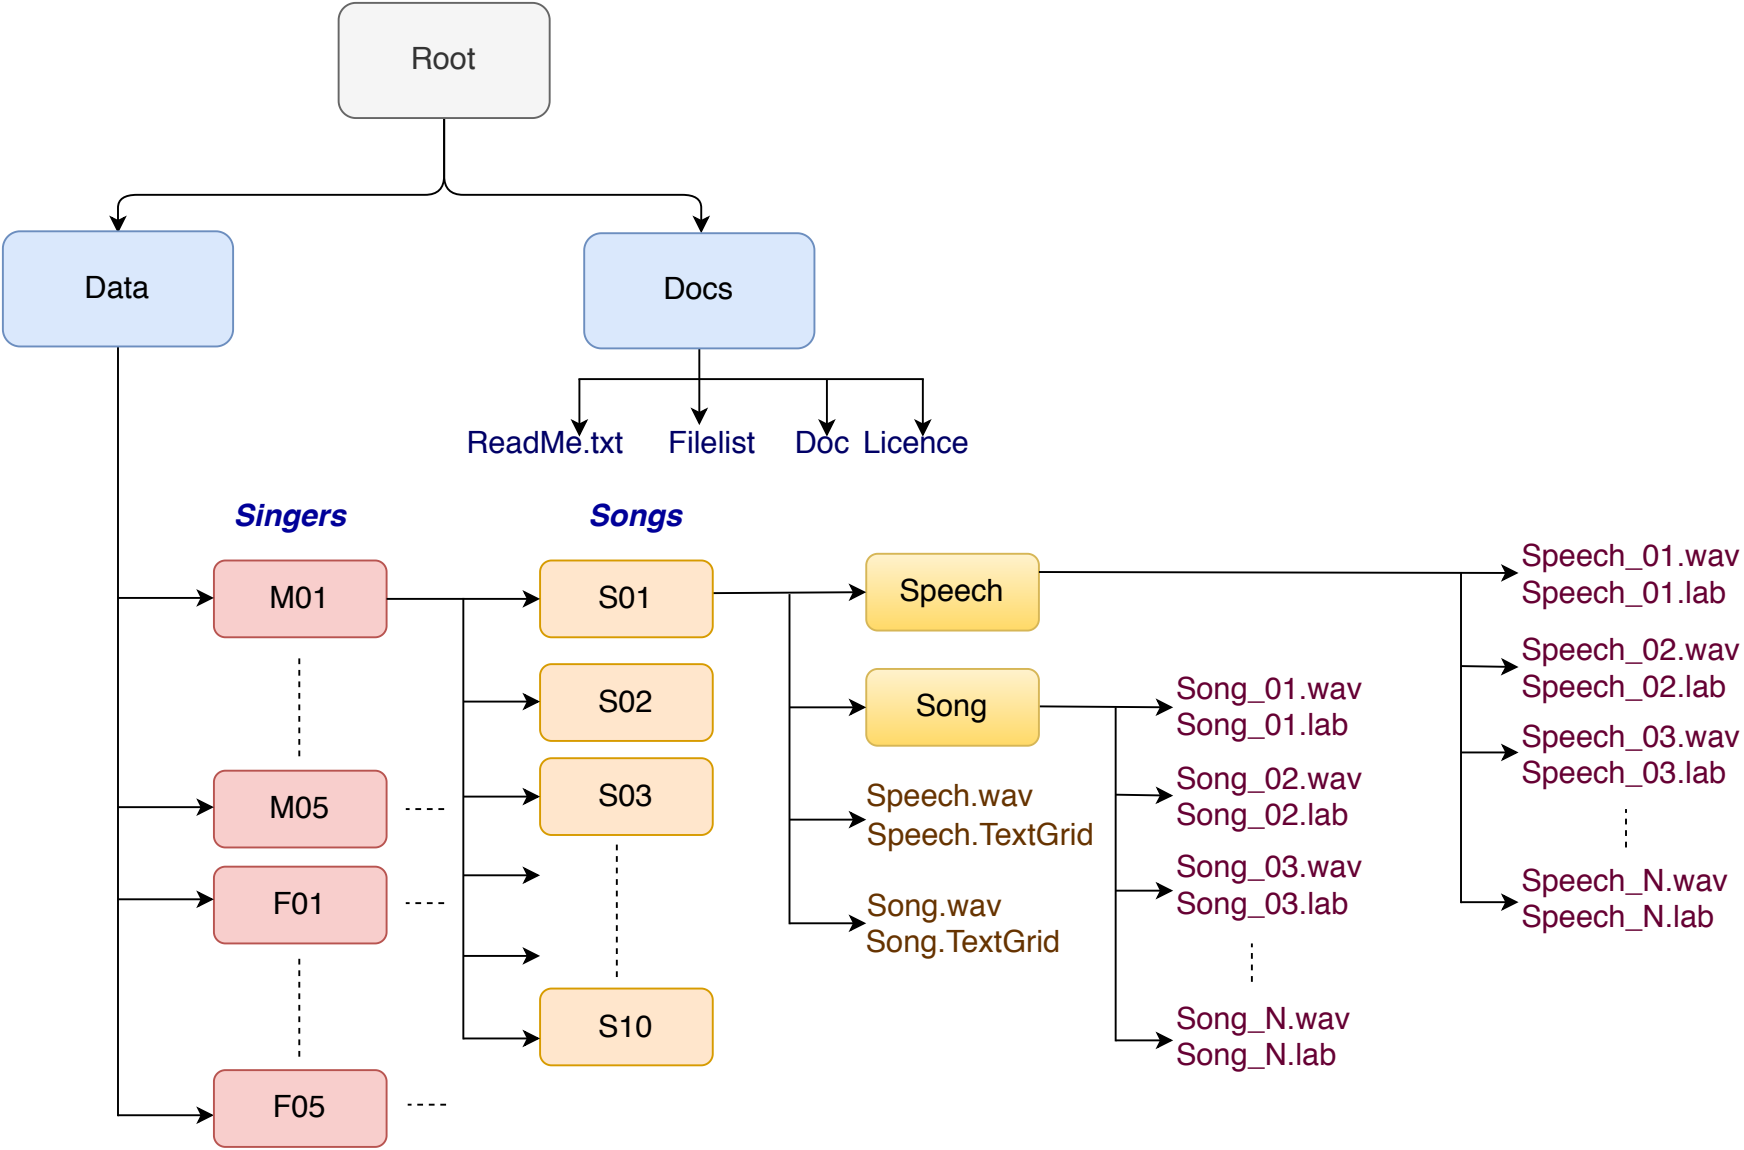 Root
Data
Docs
ReadMe.txt
Filelist
Doc
Licence
Singers
Songs
M01
M05
F01
F05
S01
S02
S03
S10
Speech
Song
Speech.wav
Speech.TextGrid
Song.wav
Song.TextGrid
Song_01.wav
Song_01.lab
Song_02.wav
Song_02.lab
Song_03.wav
Song_03.lab
Song_N.wav
Song_N.lab
Speech_01.wav
Speech_01.lab
Speech_02.wav
Speech_02.lab
Speech_03.wav
Speech_03.lab
Speech_N.wav
Speech_N.lab